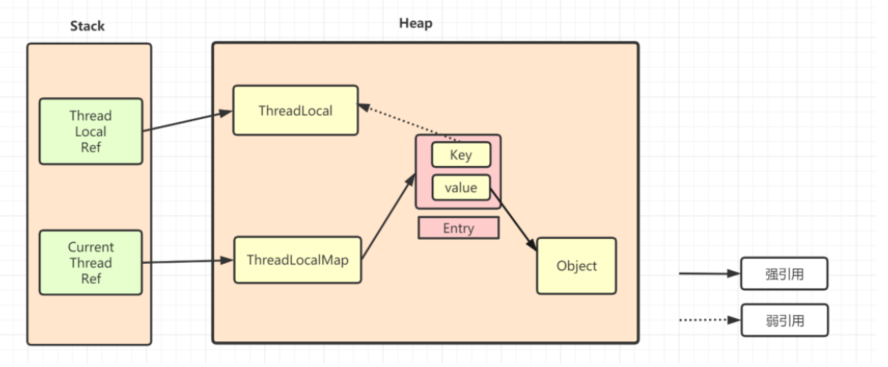 Stack
Heap
Thread
Local
Ref
ThreadLocal
Key
value
Entry
Current
Thread
Ref
ThreadLocalMap
Object
强引用
弱引用